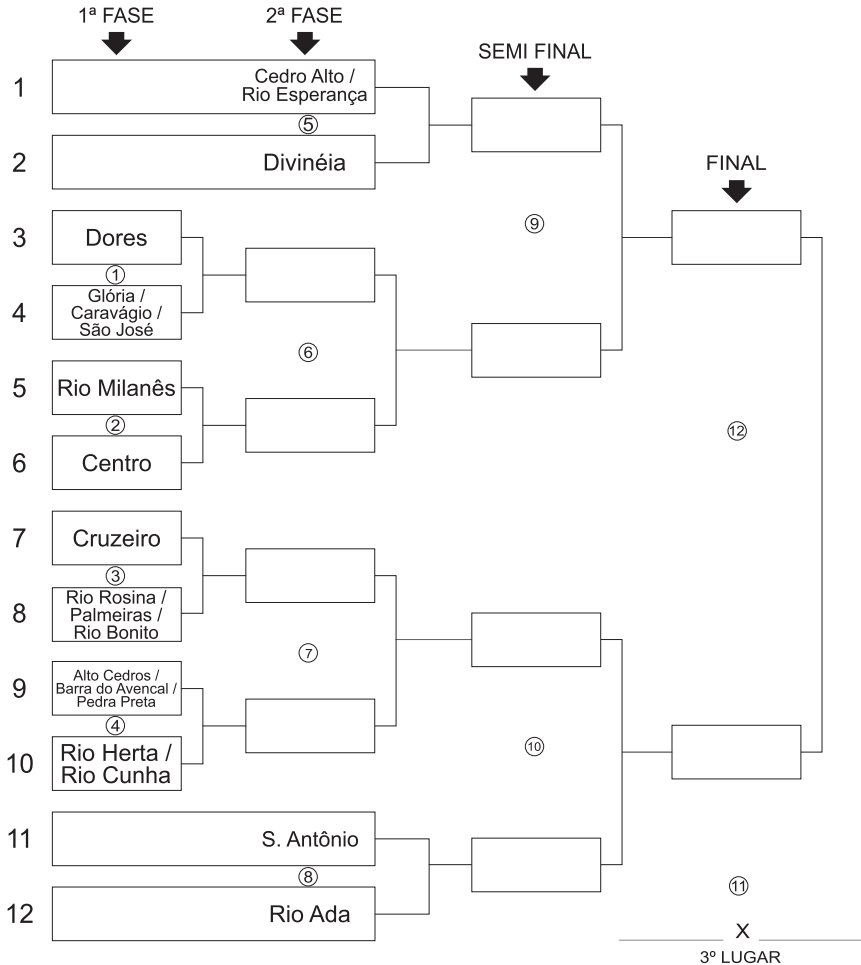 1ª FASE
2ª FASE
SEMI FINAL
FINAL
1
Cedro Alto /
Rio Esperança
⑤
2
Divinéia
3
Dores
①
4
Glória /
Caravágio /
São José
⑨
⑥
5
Rio Milanês
②
6
Centro
⑫
7
Cruzeiro
③
8
Rio Rosina /
Palmeiras /
Rio Bonito
⑦
9
Alto Cedros /
Barra do Avencal /
Pedra Preta
④
10
Rio Herta /
Rio Cunha
⑩
11
S. Antônio
⑧
12
Rio Ada
⑪
X
3º LUGAR